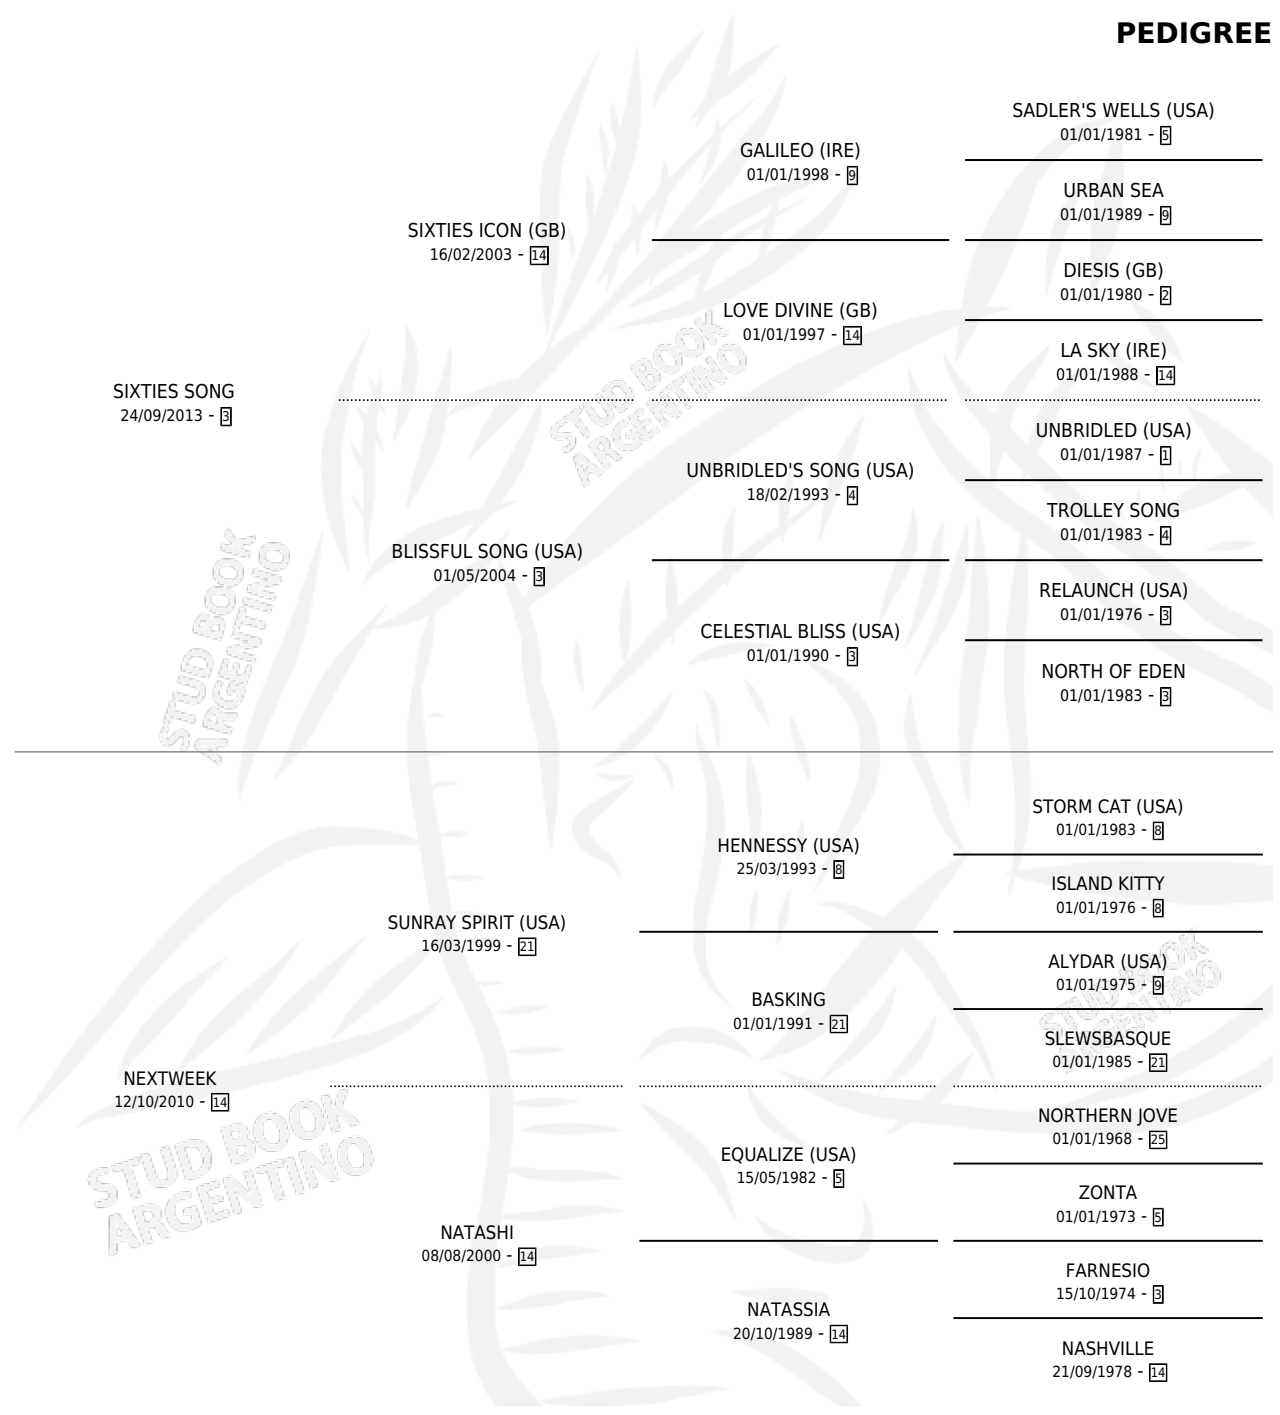 PEDIGREE
SADLER'S WELLS (USA)
01/01/1981 - 5
GALILEO (IRE)
01/01/1998 - 9
URBAN SEA
01/01/1989 - 9
SIXTIES ICON (GB)
16/02/2003 - 14
DIESIS (GB)
01/01/1980 - 2
LOVE DIVINE (GB)
01/01/1997 - 14
LA SKY (IRE)
01/01/1988 - 14
SIXTIES SONG
24/09/2013 - 3
UNBRIDLED (USA)
01/01/1987 - 1
UNBRIDLED'S SONG (USA)
18/02/1993 - 4
TROLLEY SONG
01/01/1983 - 4
BLISSFUL SONG (USA)
01/05/2004 - 3
RELAUNCH (USA)
01/01/1976 - 3
CELESTIAL BLISS (USA)
01/01/1990 - 3
NORTH OF EDEN
01/01/1983 - 3
STORM CAT (USA)
01/01/1983 - 8
HENNESSY (USA)
25/03/1993 - 8
ISLAND KITTY
01/01/1976 - 8
SUNRAY SPIRIT (USA)
16/03/1999 - 21
ALYDAR (USA)
01/01/1975 - 9
BASKING
01/01/1991 - 21
SLEWSBASQUE
01/01/1985 - 21
NEXTWEEK
12/10/2010 - 14
NORTHERN JOVE
01/01/1968 - 25
EQUALIZE (USA)
15/05/1982 - 5
ZONTA
01/01/1973 - 5
NATASHI
08/08/2000 - 14
FARNESIO
15/10/1974 - 3
NATASSIA
20/10/1989 - 14
NASHVILLE
21/09/1978 - 14
STUD BOOK
ARGENTINO
STUD BOOK
ARGENTINO
STUD BOOK
ARGENTINO
STUD BOOK
ARGENTINO